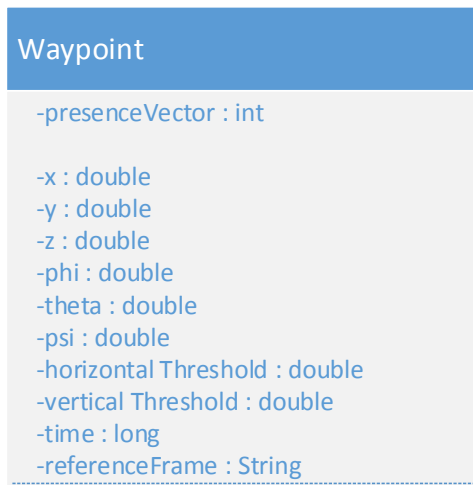 Waypoint
-presenceVector : int
-x : double
-y : double
-z : double
-phi : double
-theta : double
-psi : double
-horizontal Threshold : double
-vertical Threshold : double
-time : long
-referenceFrame : String